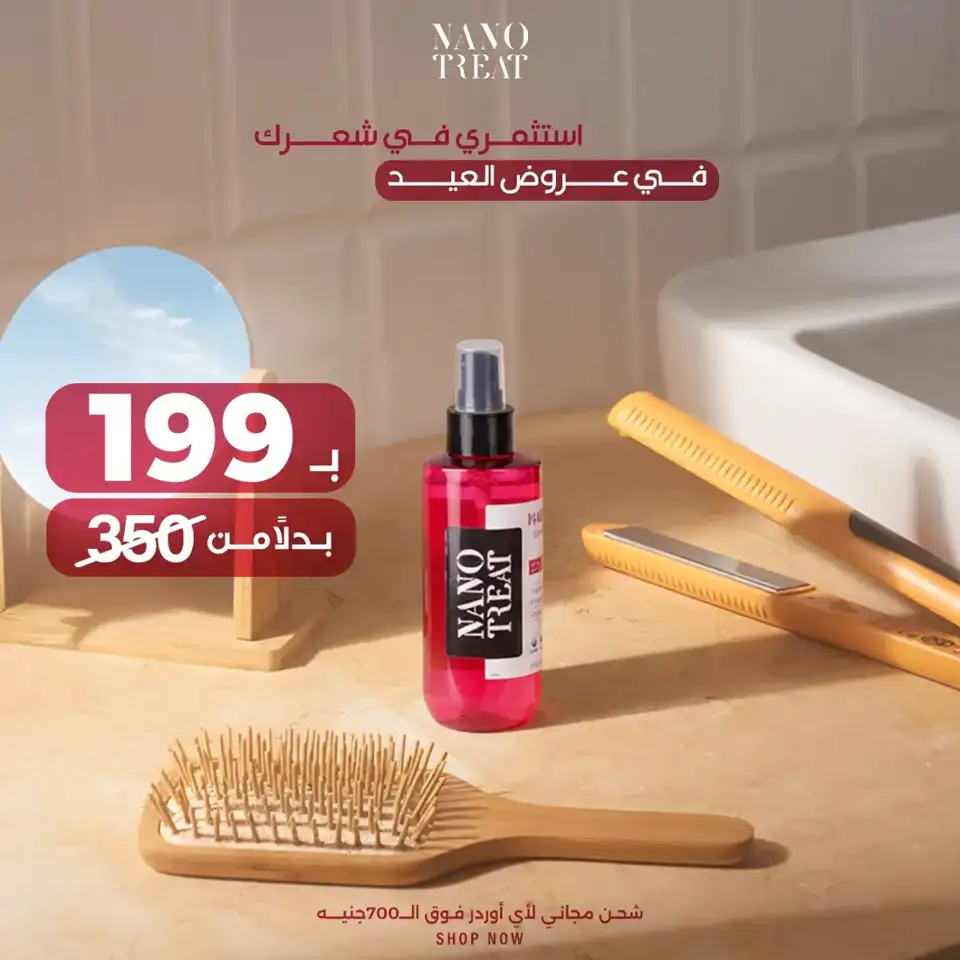 NANO
TREAT
استثمري في شعرك
في عروض العيد
بـ 199
بدلًا من 350
NANO
TREAT
شحن مجاني لأي أوردر فوق الـ700جنيه
SHOP NOW